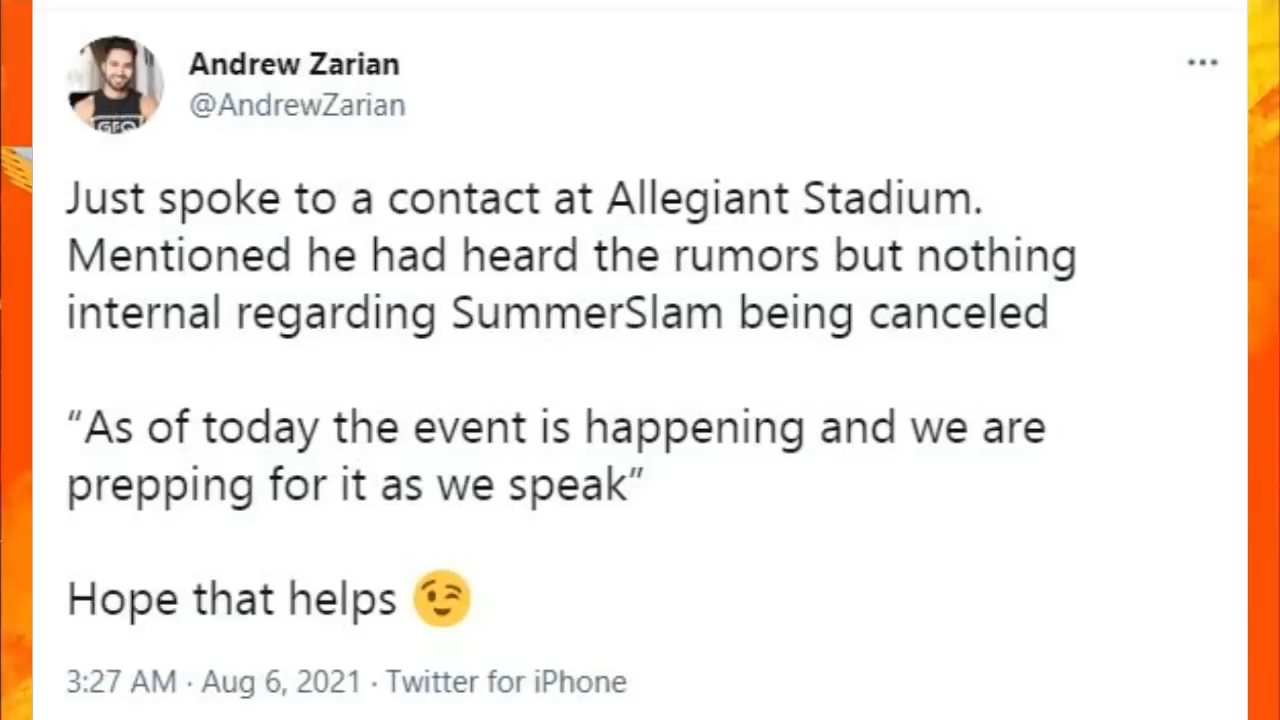 Andrew Zarian
@AndrewZarian
Just spoke to a contact at Allegiant Stadium.
Mentioned he had heard the rumors but nothing
internal regarding SummerSlam being canceled
“As of today the event is happening and we are
prepping for it as we speak”
Hope that helps 😉
3:27 AM · Aug 6, 2021 · Twitter for iPhone